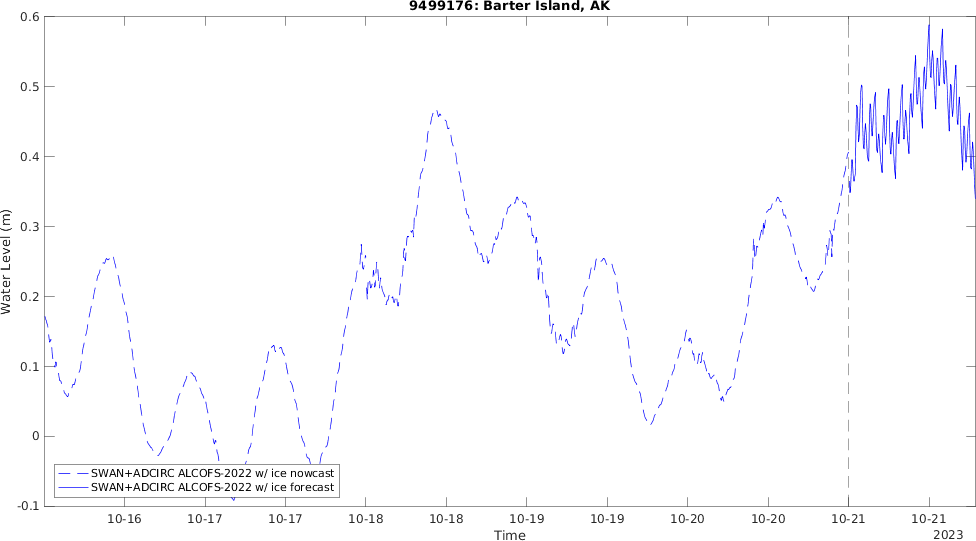 9499176: Barter Island, AK
Water Level (m)
0.6
0.5
0.4
0.3
0.2
0.1
0
-0.1
SWAN+ADCIRC ALCOFS-2022 w/ ice nowcast
SWAN+ADCIRC ALCOFS-2022 w/ ice forecast
10-16 10-17 10-17 10-18 10-18 10-19 10-19 10-20 10-20 10-21 10-21
Time
2023